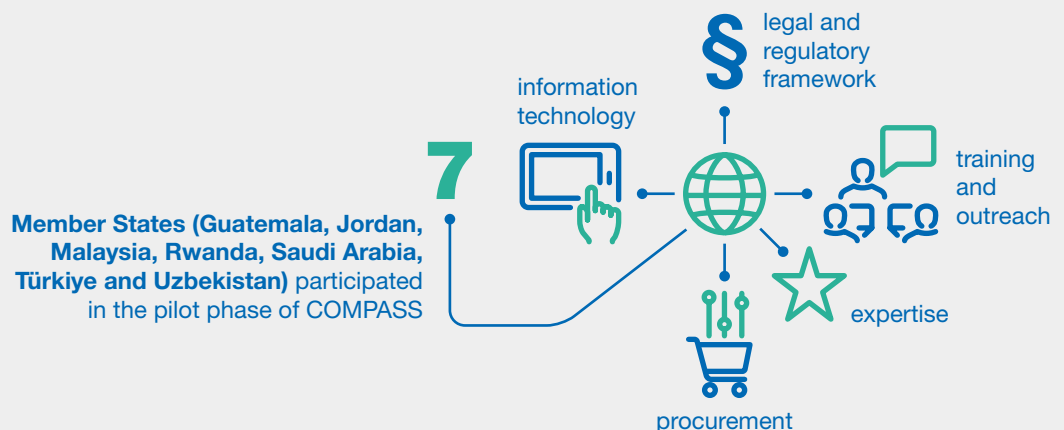 §
legal and
regulatory
framework
information
technology
7
training
and
outreach
Member States (Guatemala, Jordan,
Malaysia, Rwanda, Saudi Arabia,
Türkiye and Uzbekistan) participated
in the pilot phase of COMPASS
expertise
procurement